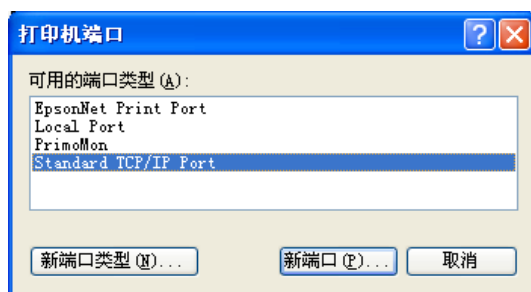 打印机端口
可用的端口类型(A):
EpsonNet Print Port
Local Port
PrimoMon
Standard TCP/IP Port
新端口类型(N)... 新端口(P)... 取消